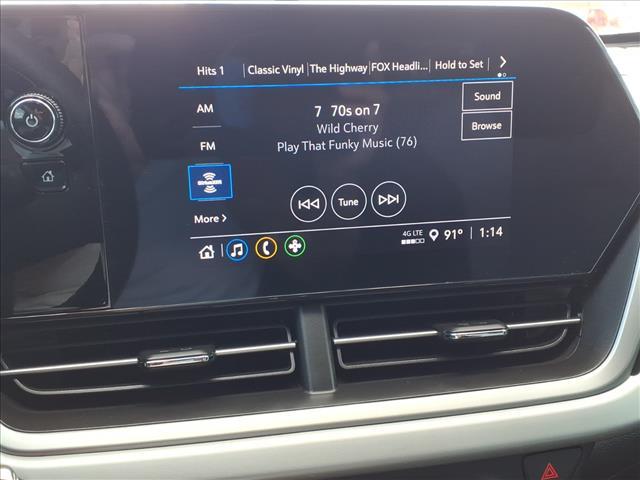 Hits 1 Classic Vinyl The Highway FOX Headli... Hold to Set
AM
7 70s on 7
Sound
Wild Cherry
Browse
FM
Play That Funky Music (76)
Tune
More
4G LTE
91° 1:14